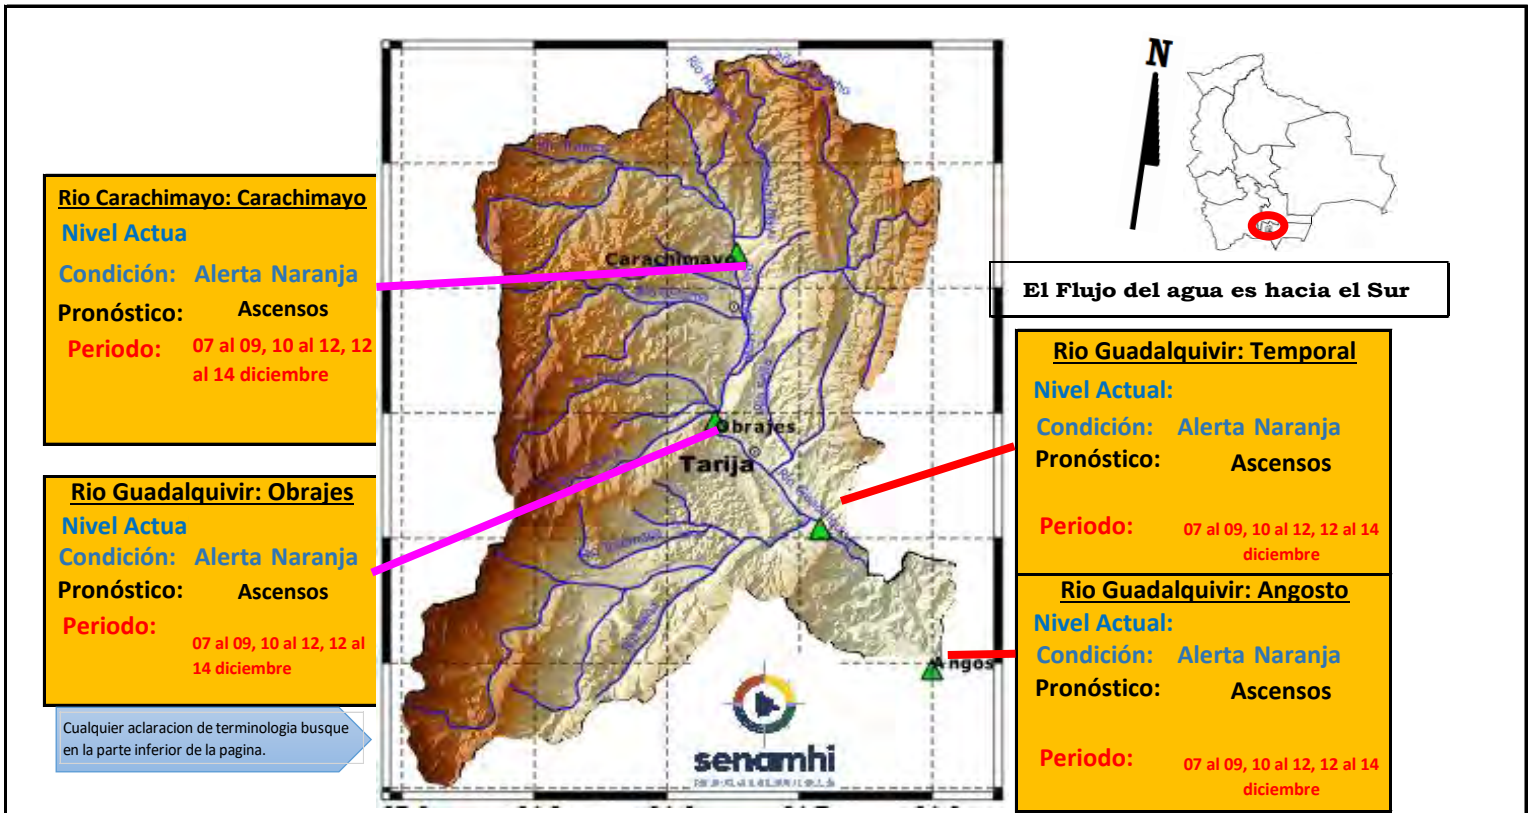 N
El Flujo del agua es hacia el Sur
Rio Carachimayo: Carachimayo
Nivel Actua
Condición: Alerta Naranja
Pronóstico: Ascensos
Periodo: 07 al 09, 10 al 12, 12
al 14 diciembre
Rio Guadalquivir: Obrajes
Nivel Actua
Condición: Alerta Naranja
Pronóstico: Ascensos
Periodo:
07 al 09, 10 al 12, 12 al
14 diciembre
Cualquier aclaracion de terminologia busque
en la parte inferior de la pagina.
Carachimayo
Obrajes
Tarija
Angos
senamhi
Rio Guadalquivir: Temporal
Nivel Actual:
Condición: Alerta Naranja
Pronóstico: Ascensos
Periodo: 07 al 09, 10 al 12, 12 al 14
diciembre
Rio Guadalquivir: Angosto
Nivel Actual:
Condición: Alerta Naranja
Pronóstico: Ascensos
Periodo: 07 al 09, 10 al 12, 12 al 14
diciembre